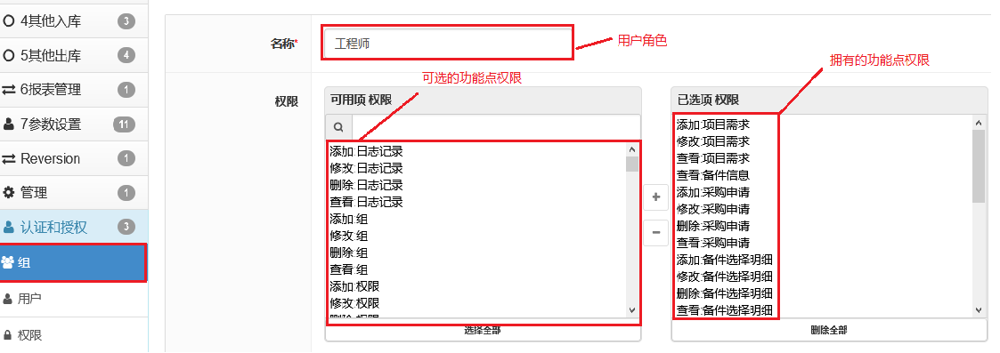 4其他入库
3
5其他出库
4
6报表管理
1
7参数设置
11
Reversion
1
管理
1
认证和授权
3
组
用户
权限
名称*
工程师
用户角色
可选的功能点权限
拥有的功能点权限
权限
可用项 权限
添加:日志记录
修改:日志记录
删除:日志记录
查看:日志记录
添加:组
修改:组
删除:组
查看:组
添加:权限
修改:权限
删除:权限
选择全部
+
−
已选项 权限
添加:项目需求
修改:项目需求
查看:项目需求
查看:备件信息
添加:采购申请
修改:采购申请
删除:采购申请
查看:采购申请
添加:备件选择明细
修改:备件选择明细
删除:备件选择明细
查看:备件选择明细
删除全部